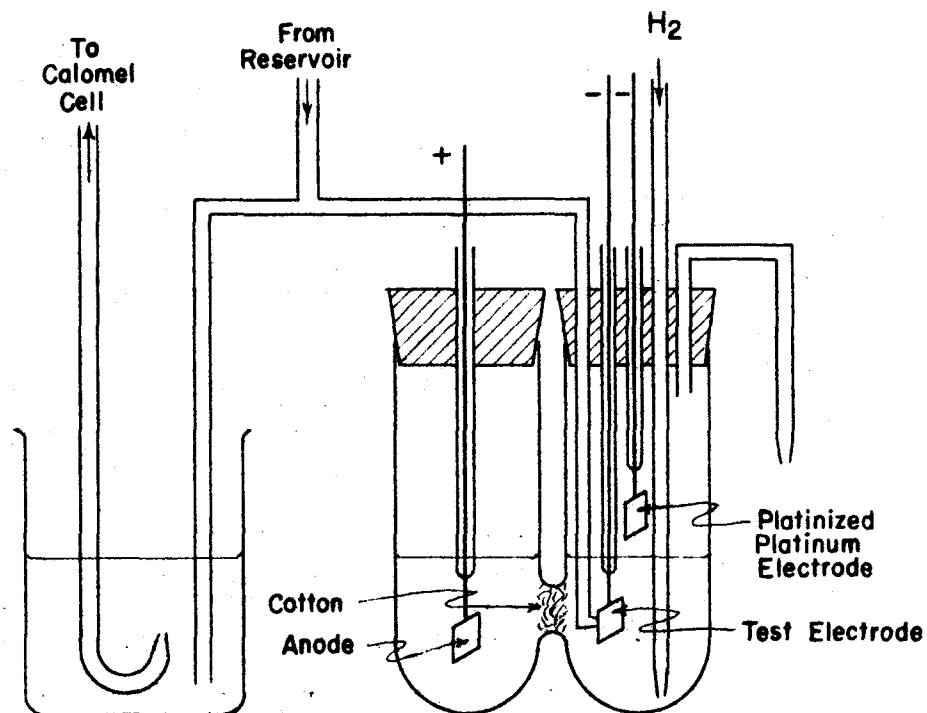 To
Calomel
Cell
From
Reservoir
H2
+
- -
Platinized
Platinum
Electrode
Cotton
Anode
Test Electrode